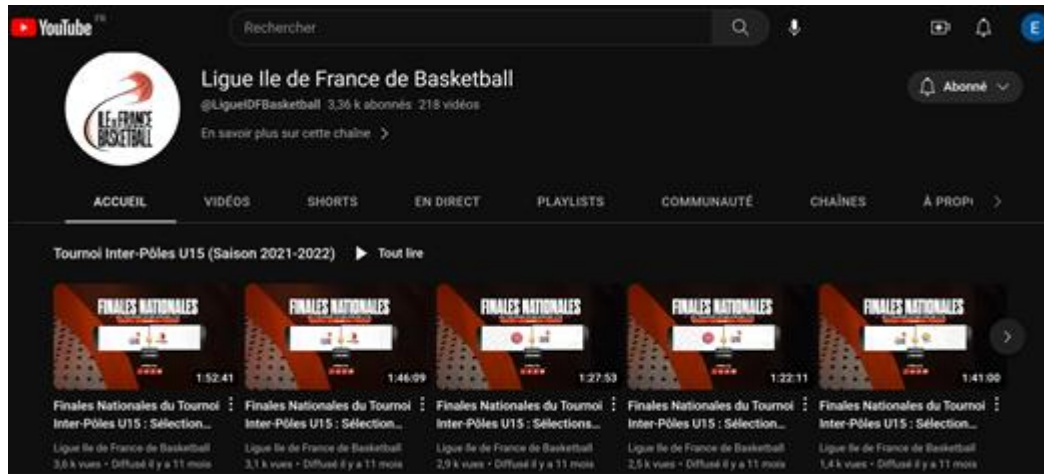 YouTube FR
Rechercher
E
Ligue Ile de France de Basketball
@LigueIDFBasketball 3,36 k abonnés 218 vidéos
En savoir plus sur cette chaîne >
Abonné
ILE DE FRANCE
BASKETBALL
ACCUEIL VIDÉOS SHORTS EN DIRECT PLAYLISTS COMMUNAUTÉ CHAÎNES À PROP
Tournoi Inter-Pôles U15 (Saison 2021-2022) Tout lire
FINALES NATIONALES FINALES NATIONALES FINALES NATIONALES FINALES NATIONALES FINALES NATIONALES
1:52:41 1:46:09 1:27:53 1:22:11 1:41:00
Finales Nationales du Tournoi Finales Nationales du Tournoi Finales Nationales du Tournoi Finales Nationales du Tournoi Finales Nationales du Tournoi
Inter-Pôles U15 : Sélection... Inter-Pôles U15 : Sélection... Inter-Pôles U15 : Sélections... Inter-Pôles U15 : Sélection... Inter-Pôles U15 : Sélection...
Ligue Ile de France de Basketball Ligue Ile de France de Basketball Ligue Ile de France de Basketball Ligue Ile de France de Basketball Ligue Ile de France de Basketball
3,6 k vues • Diffusé il y a 11 mois 3,1 k vues • Diffusé il y a 11 mois 2,9 k vues • Diffusé il y a 11 mois 2,5 k vues • Diffusé il y a 11 mois 1,4 k vues • Diffusé il y a 11 mois